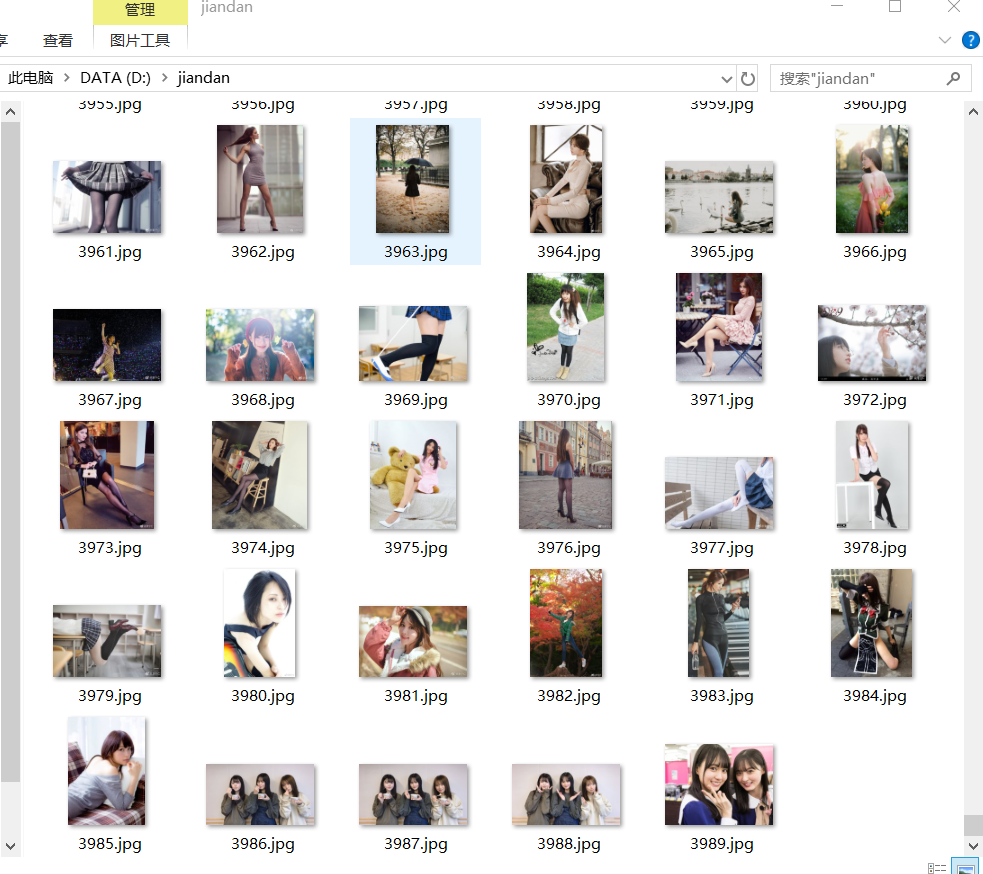 管理
jiandan
享 查看 图片工具
此电脑 > DATA (D:) > jiandan
搜索"jiandan"
3955.jpg 3956.jpg 3957.jpg 3958.jpg 3959.jpg 3960.jpg
3961.jpg 3962.jpg 3963.jpg 3964.jpg 3965.jpg 3966.jpg
3967.jpg 3968.jpg 3969.jpg 3970.jpg 3971.jpg 3972.jpg
3973.jpg 3974.jpg 3975.jpg 3976.jpg 3977.jpg 3978.jpg
3979.jpg 3980.jpg 3981.jpg 3982.jpg 3983.jpg 3984.jpg
3985.jpg 3986.jpg 3987.jpg 3988.jpg 3989.jpg